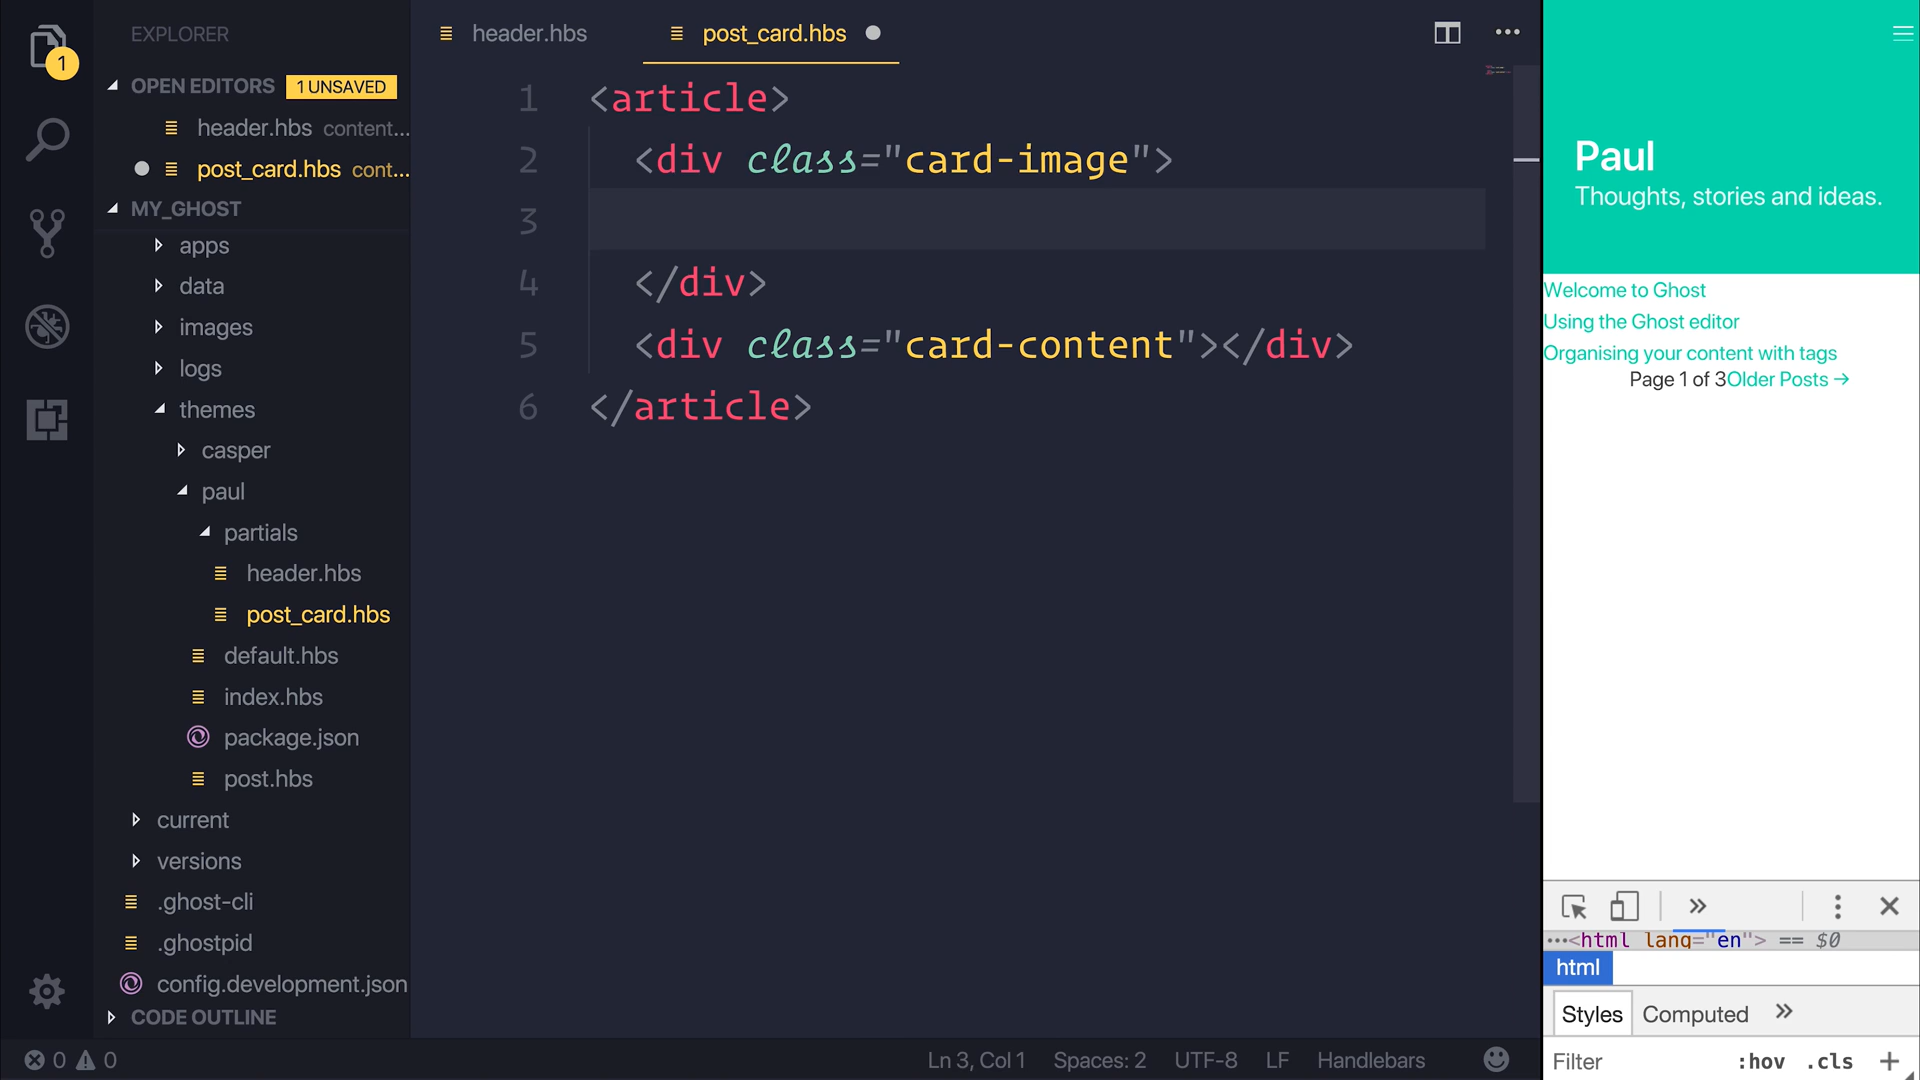 1
EXPLORER
OPEN EDITORS 1 UNSAVED
header.hbs content...
post_card.hbs cont...
MY_GHOST
apps
data
images
logs
themes
casper
paul
partials
header.hbs
post_card.hbs
default.hbs
index.hbs
package.json
post.hbs
current
versions
.ghost-cli
.ghostpid
config.development.json
CODE OUTLINE
header.hbs post_card.hbs
1 <article>
2 <div class="card-image">
3
4 </div>
5 <div class="card-content"></div>
6 </article>
0 0 Ln 3, Col 1 Spaces: 2 UTF-8 LF Handlebars
Paul
Thoughts, stories and ideas.
Welcome to Ghost
Using the Ghost editor
Organising your content with tags
Page 1 of 3Older Posts →
...<html lang="en"> == $0
html
Styles Computed »
Filter :hov .cls +